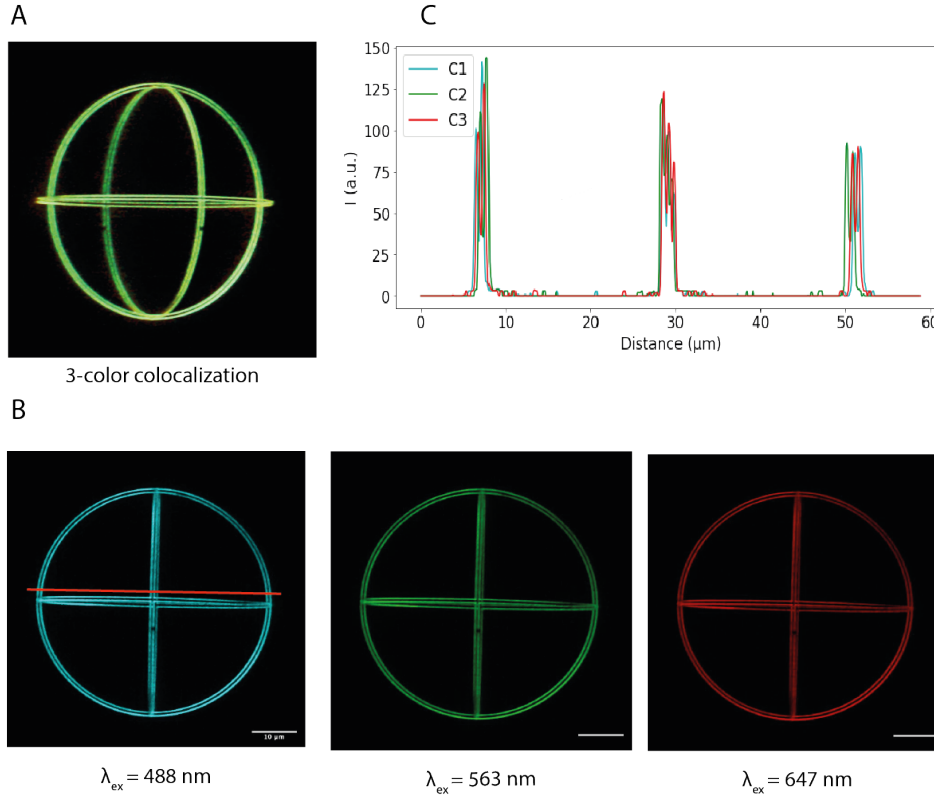 A
3-color colocalization
C
I (a.u.)
150
125
100
75
50
25
0
C1
C2
C3
0 10 20 30 40 50 60
Distance (µm)
B
10 µm
λex = 488 nm
λex = 563 nm
λex = 647 nm